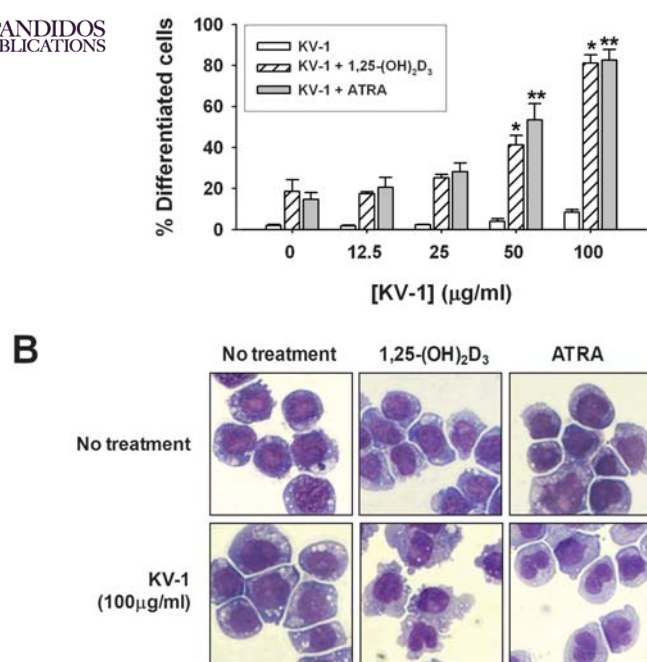 PANDIDOS
BLICATIONS
% Differentiated cells
100
80
60
40
20
0
KV-1
KV-1 + 1,25-(OH)₂D₃
KV-1 + ATRA
* **
* **
0 12.5 25 50 100
[KV-1] (μg/ml)
B
No treatment 1,25-(OH)₂D₃ ATRA
No treatment
KV-1
(100μg/ml)